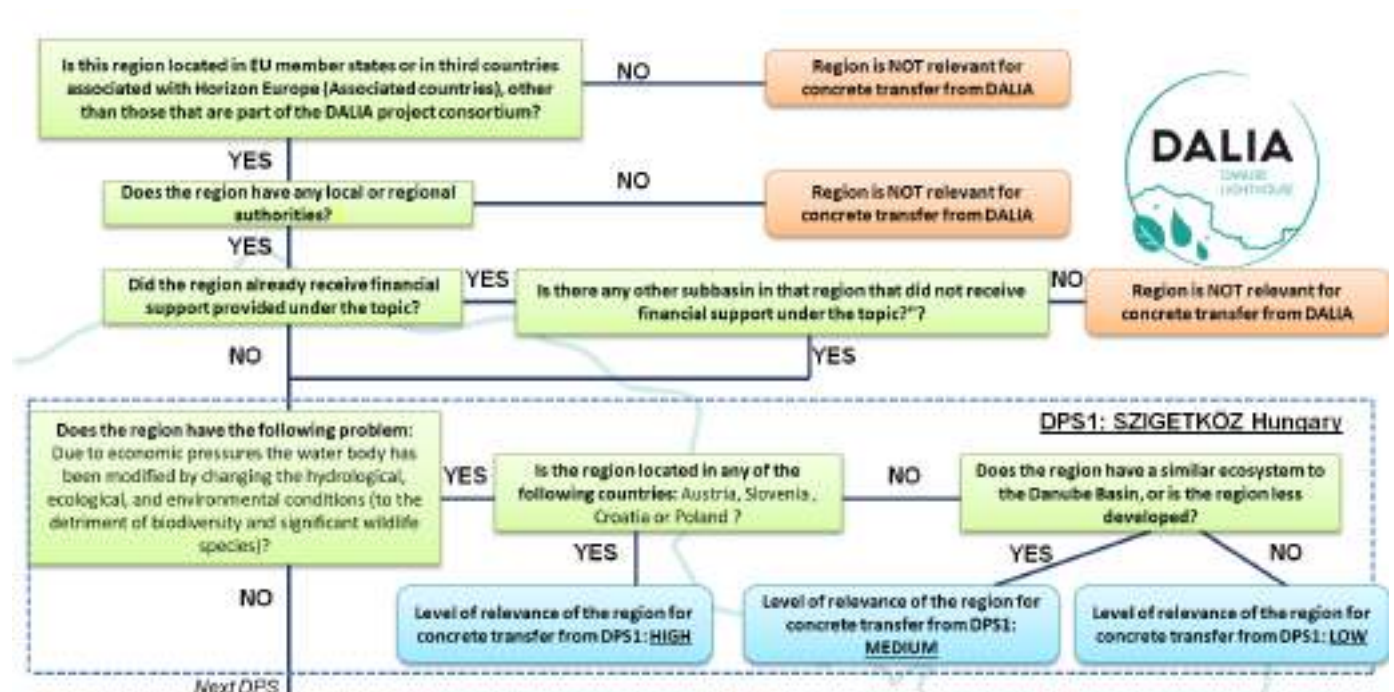 Is this region located in EU member states or in third countries
associated with Horizon Europe (Associated countries), other
than those that are part of the DALIA project consortium?
NO
Region is NOT relevant for
concrete transfer from DALIA
DALIA
DANUBE
LIGHTHOUSE
YES
Does the region have any local or regional
authorities?
NO
Region is NOT relevant for
concrete transfer from DALIA
YES
Did the region already receive financial
support provided under the topic?
YES
Is there any other subbasin in that region that did not receive
financial support under the topic?"?
NO
Region is NOT relevant for
concrete transfer from DALIA
NO
YES
DPS1: SZIGETKÖZ Hungary
Does the region have the following problem:
Due to economic pressures the water body has
been modified by changing the hydrological,
ecological, and environmental conditions (to the
detriment of biodiversity and significant wildlife
species)?
YES
Is the region located in any of the
following countries: Austria, Slovenia ,
Croatia or Poland ?
NO
Does the region have a similar ecosystem to
the Danube Basin, or is the region less
developed?
YES
YES
NO
NO
Level of relevance of the region for
concrete transfer from DPS1: HIGH
Level of relevance of the region for
concrete transfer from DPS1:
MEDIUM
Level of relevance of the region for
concrete transfer from DPS1: LOW
Next DPS